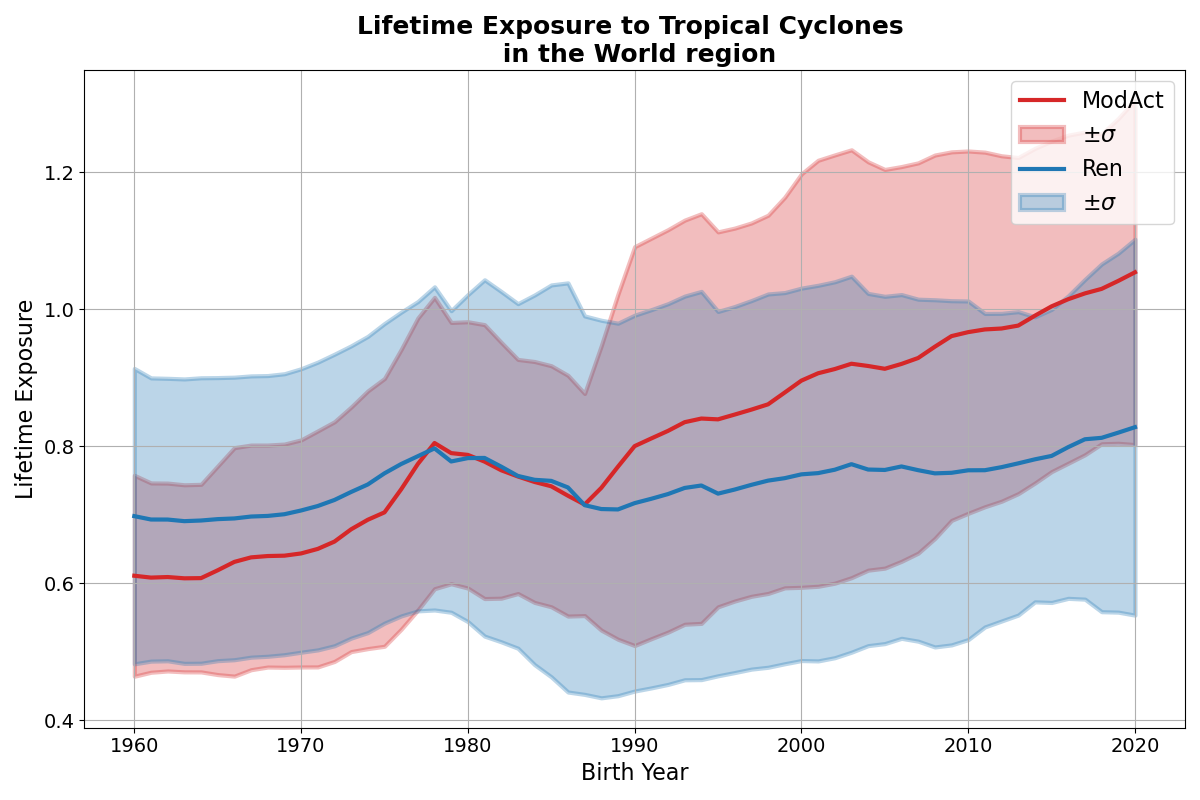 Lifetime Exposure to Tropical Cyclones
in the World region
ModAct
±σ
Ren
±σ
Lifetime Exposure
1.2
1.0
0.8
0.6
0.4
1960 1970 1980 1990 2000 2010 2020
Birth Year